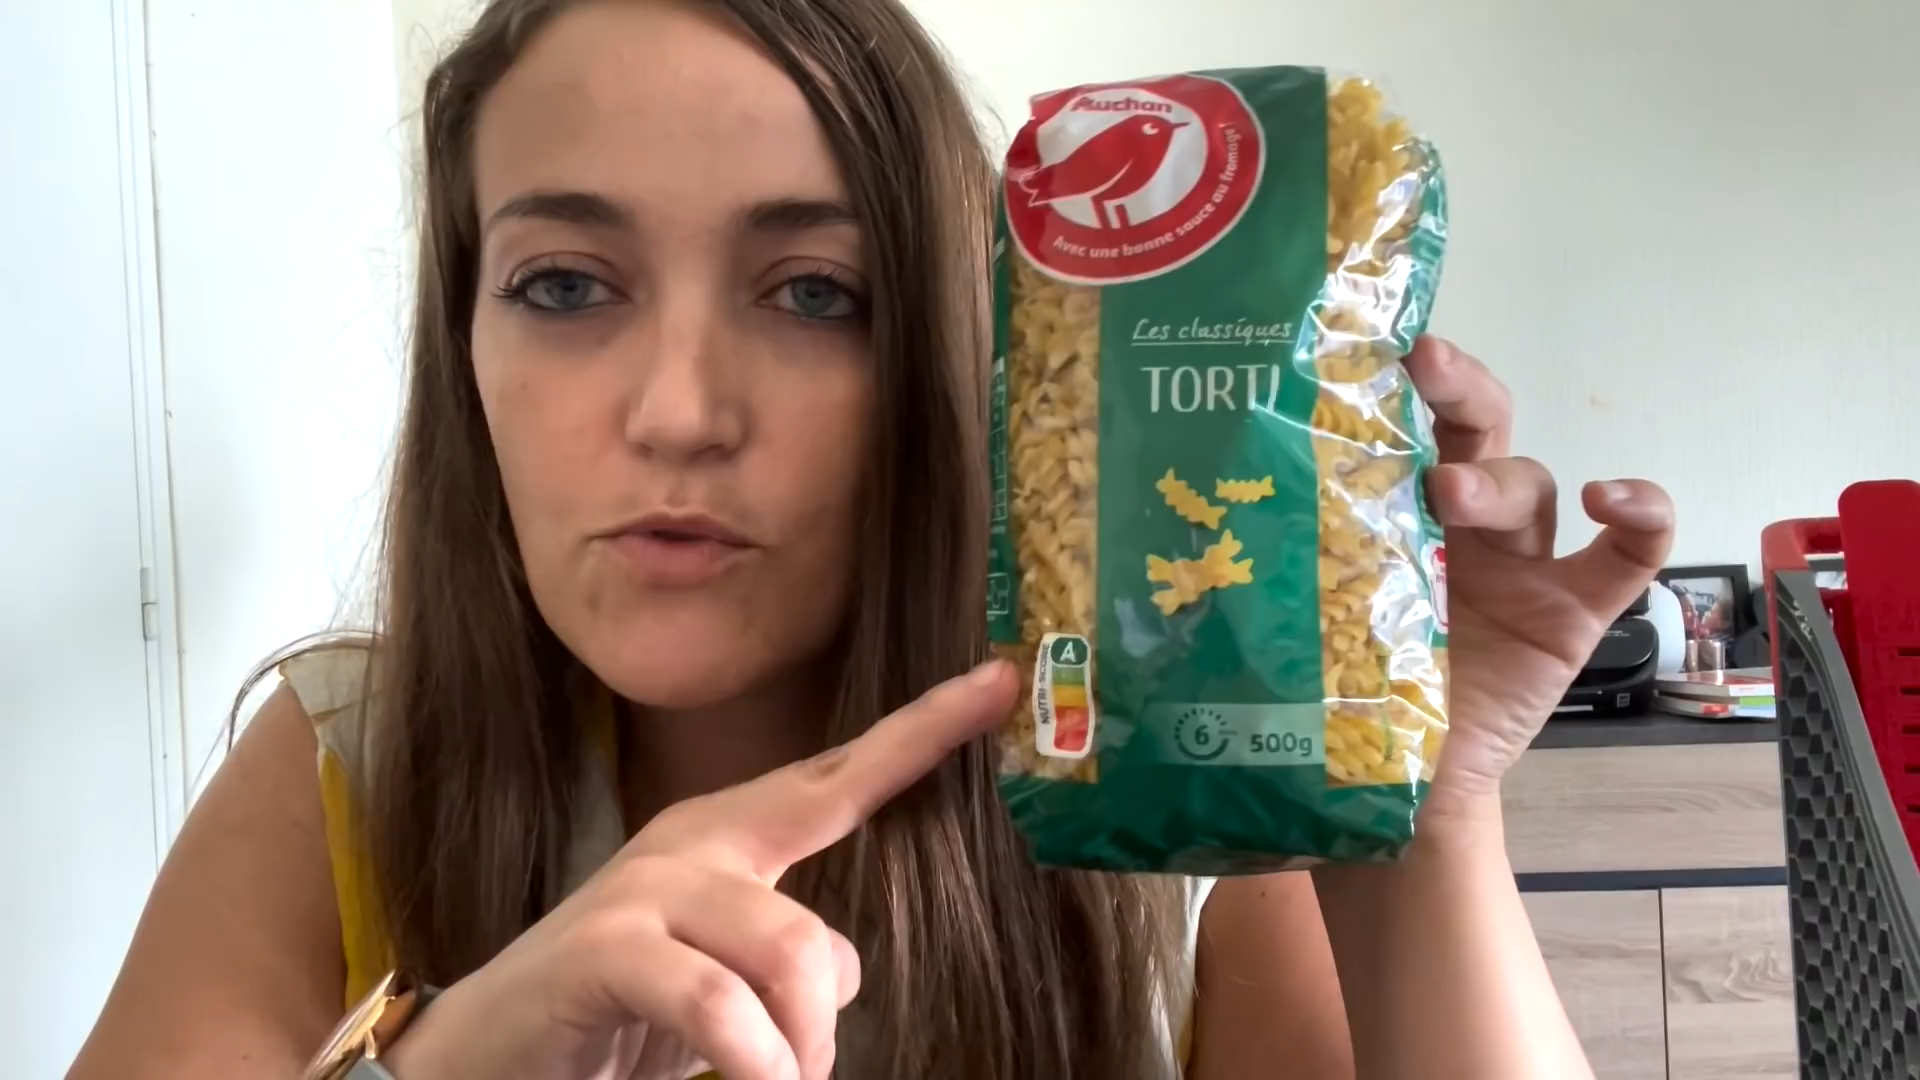 Auchan
Avec une bonne sauce au fromage !
Les classiques
TORTI
NUTRI-SCORE
A
6
500g